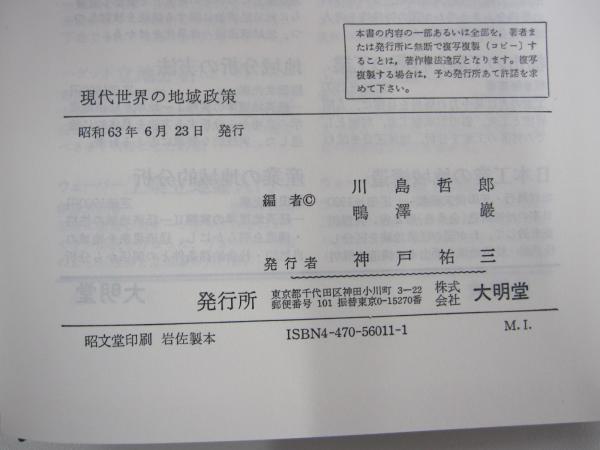 本書の内容の一部あるいは全部を，著者ま
たは発行所に無断で複写複製（コピー）す
ることは，著作権法違反となります。複写
複製する場合は，予め発行所あて許諾を求
めて下さい。
現代世界の地域政策
昭和63年 6月 23日 発行
編者© 川島哲郎
鴨澤巖
発行者 神戸祐三
発行所 東京都千代田区神田小川町 3—22
郵便番号 101 振替東京0-15270番
株式会社 大明堂
昭文堂印刷 岩佐製本 ISBN4-470-56011-1 M. I.